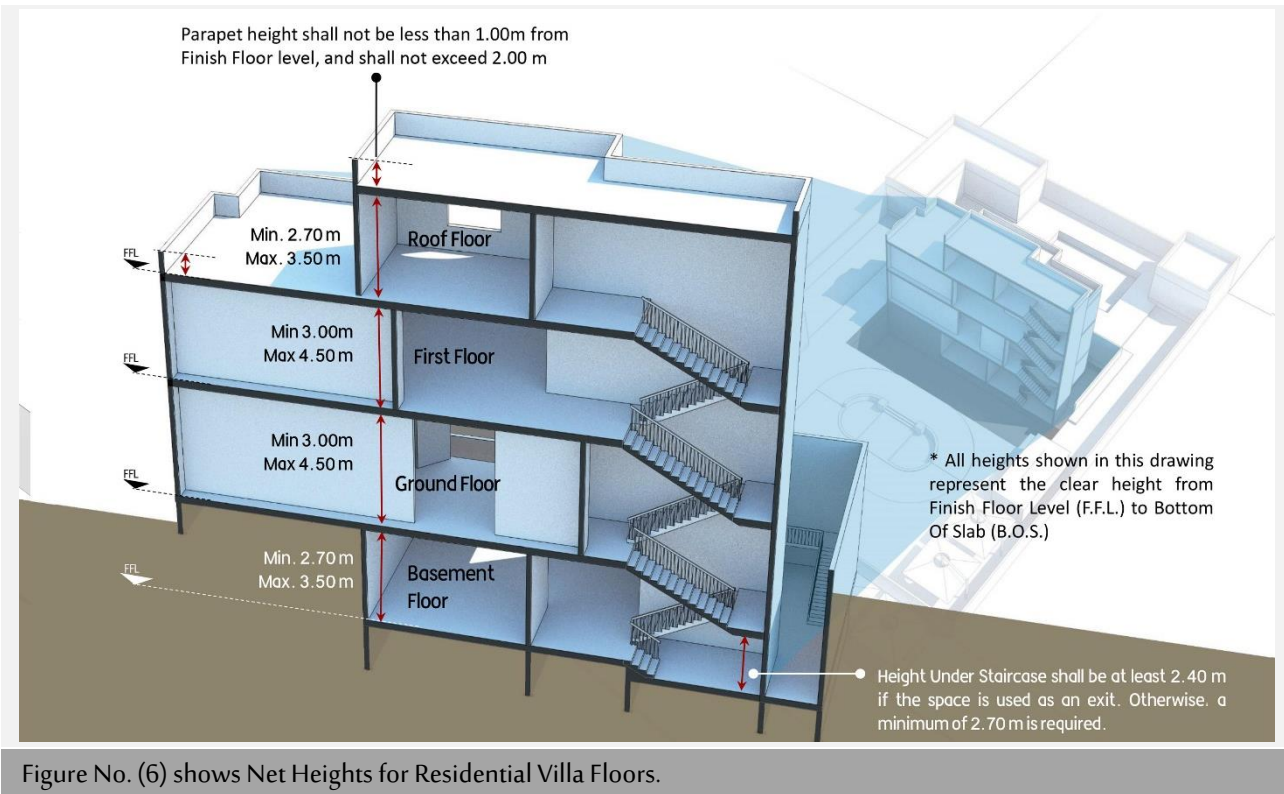 Parapet height shall not be less than 1.00m from
Finish Floor level, and shall not exceed 2.00 m
Min. 2.70 m
Max. 3.50 m
Roof Floor
FFL
Min 3.00m
Max 4.50 m
First Floor
FFL
Min 3.00m
Max 4.50 m
Ground Floor
FFL
* All heights shown in this drawing
represent the clear height from
Finish Floor Level (F.F.L.) to Bottom
Of Slab (B.O.S.)
Min. 2.70 m
Max. 3.50 m
Basement
Floor
FFL
Height Under Staircase shall be at least 2.40 m
if the space is used as an exit. Otherwise. a
minimum of 2.70 m is required.
Figure No. (6) shows Net Heights for Residential Villa Floors.